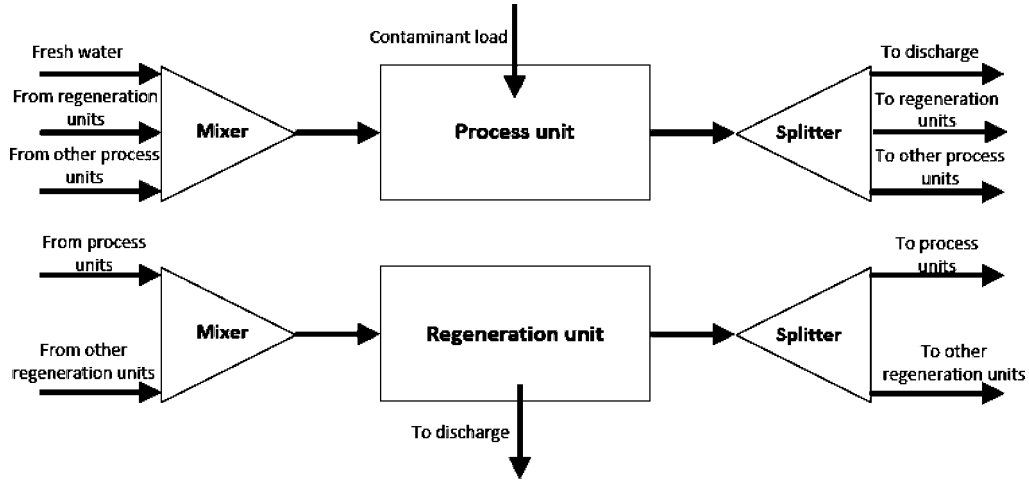 Contaminant load
Fresh water
From regeneration
units
From other process
units
Mixer
Process unit
Splitter
To discharge
To regeneration
units
To other process
units
From process
units
From other
regeneration units
Mixer
Regeneration unit
Splitter
To process
units
To other
regeneration units
To discharge